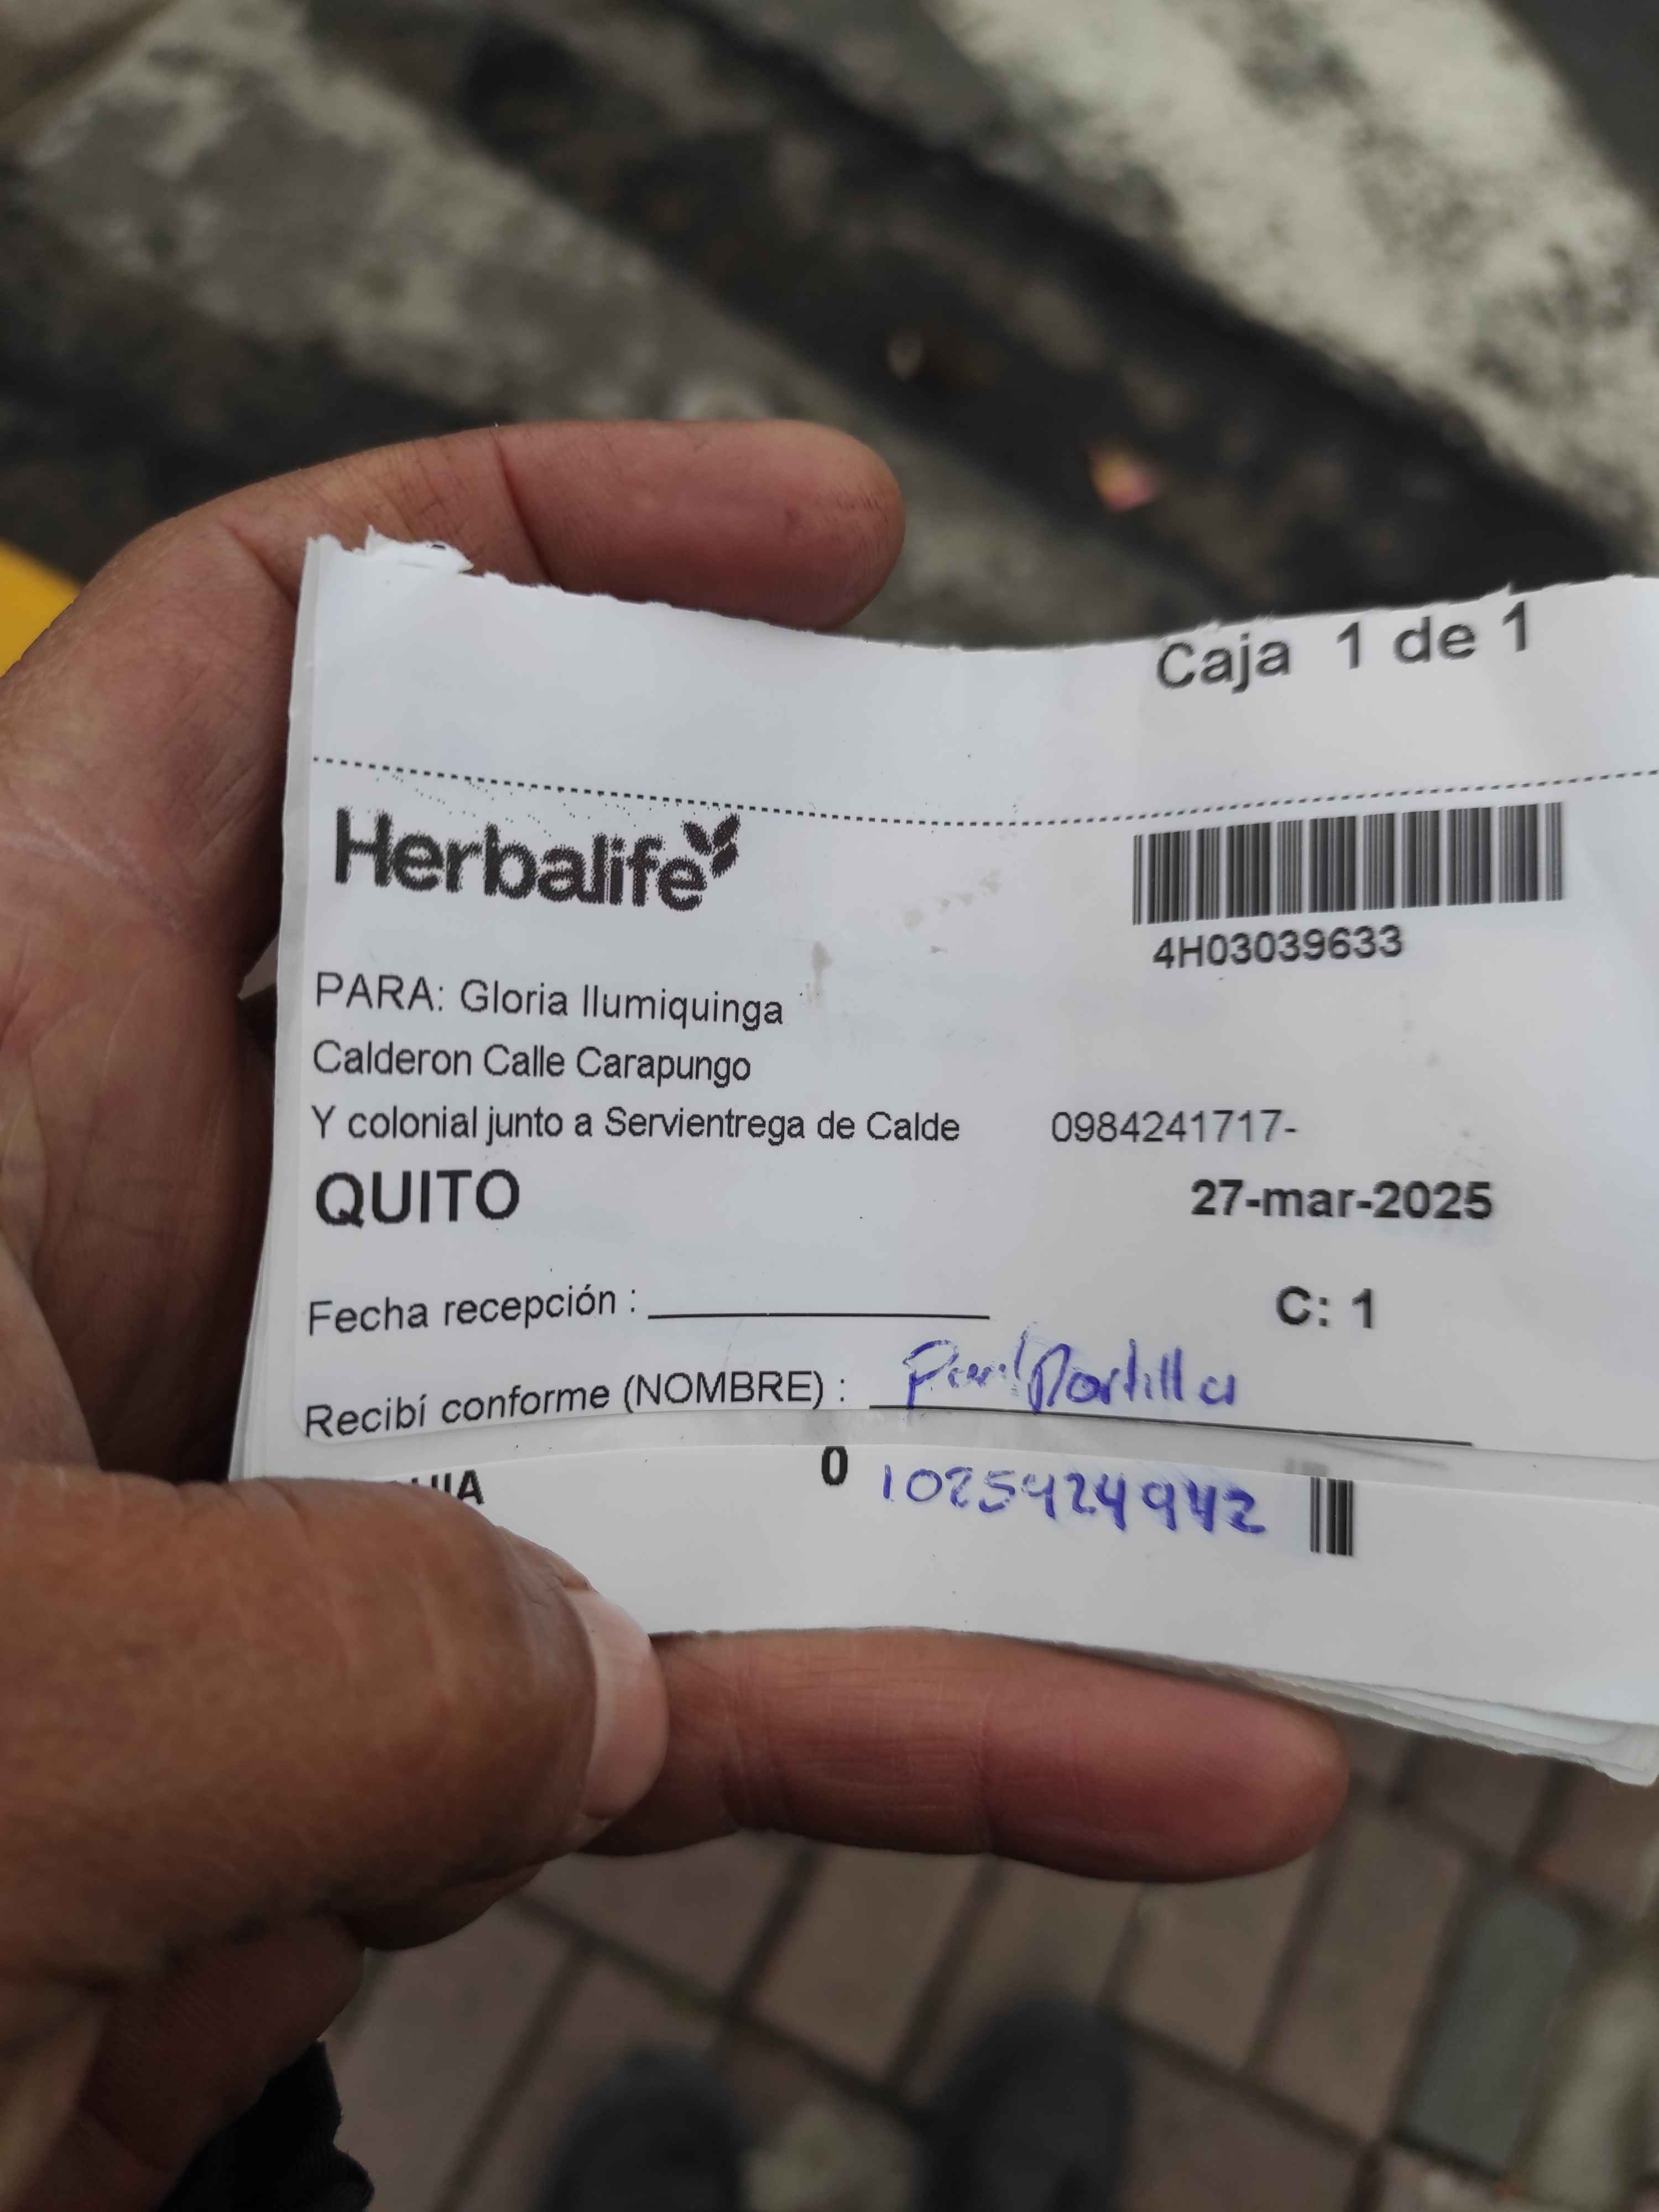 Caja 1 de 1
Herbalife
4H03039633
PARA: Gloria Ilumiquinga
Calderon Calle Carapungo
Y colonial junto a Servientrega de Calde 0984241717-
QUITO 27-mar-2025
Fecha recepción : C: 1
Recibí conforme (NOMBRE) : Portilla
0